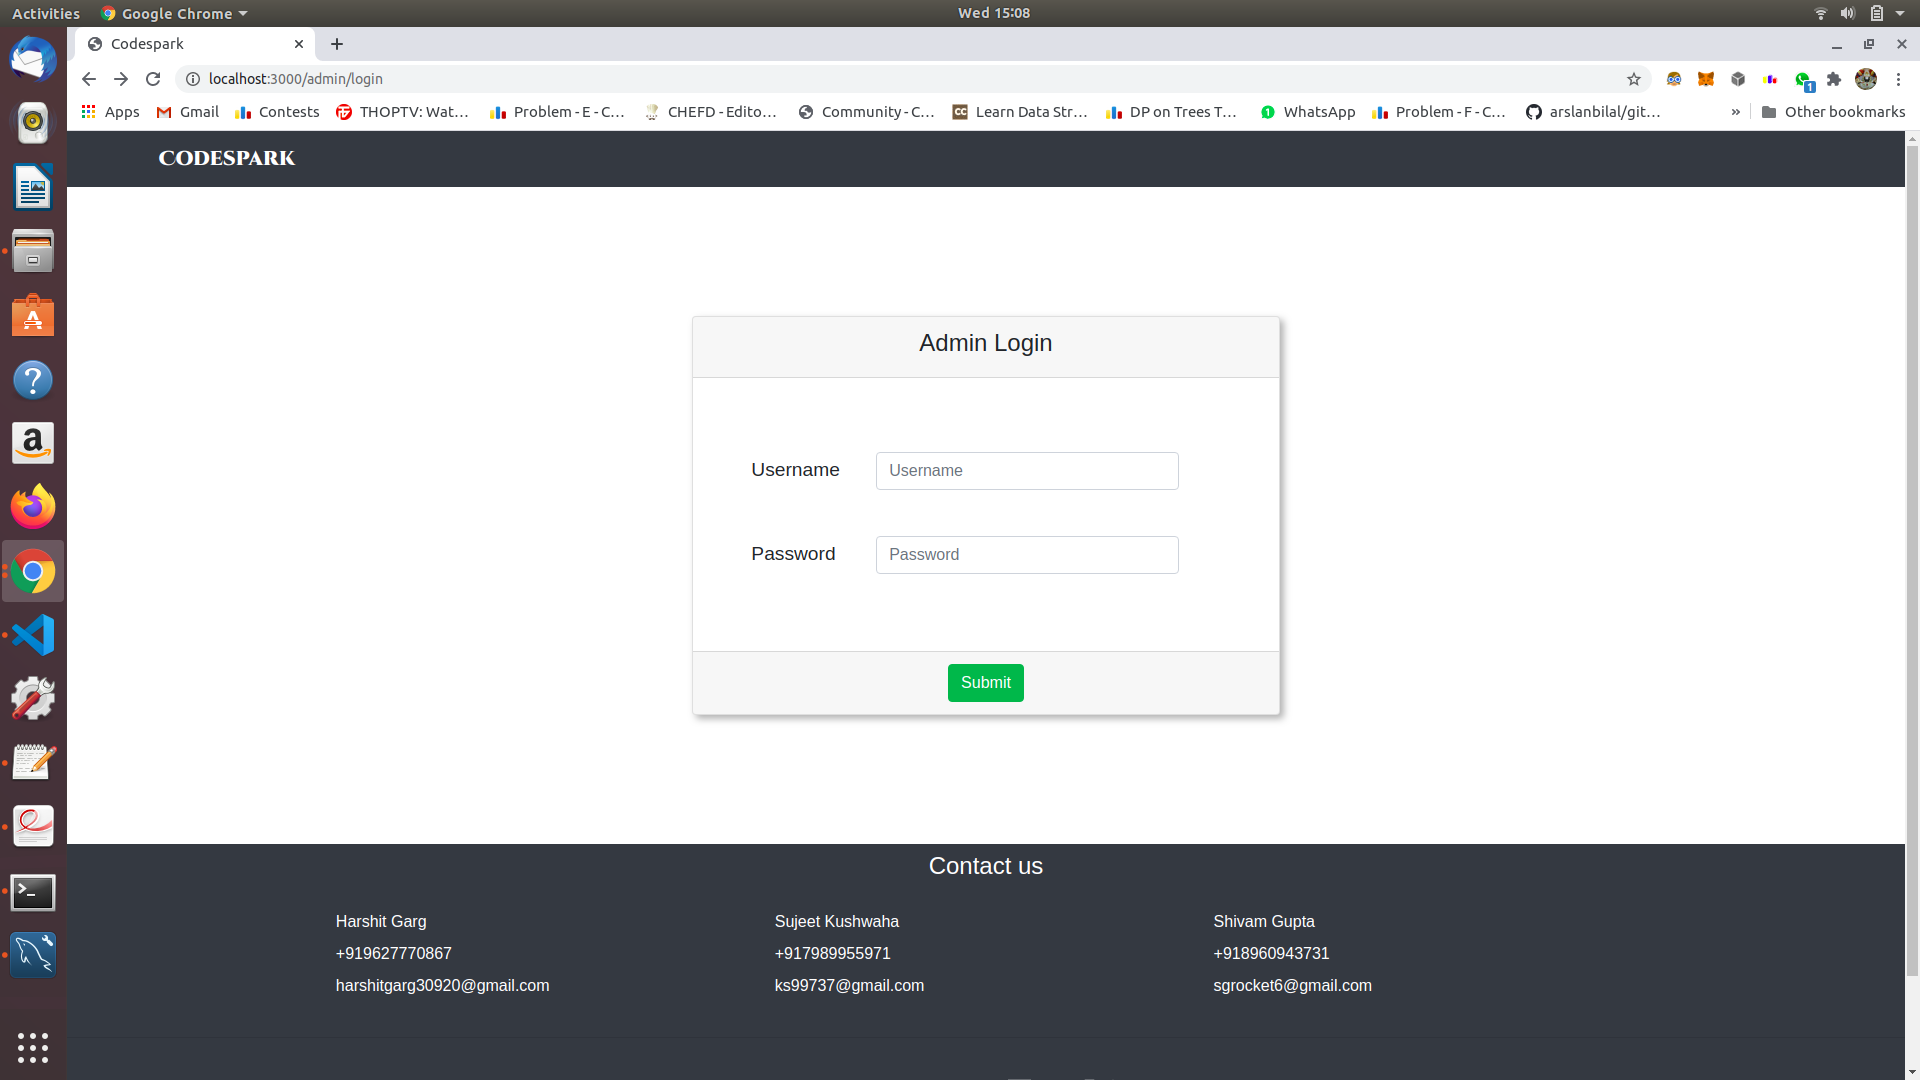 Activities Google Chrome Wed 15:08
Codespark
localhost:3000/admin/login
1
Apps Gmail Contests THOPTV: Wat... Problem - E - C... CHEFD - Edito... Community - C... CC Learn Data Str... DP on Trees T... 1 WhatsApp Problem - F - C... arslanbilal/git... » Other bookmarks
CODESPARK
Admin Login
Username Username
Password Password
Submit
Contact us
Harshit Garg Sujeet Kushwaha Shivam Gupta
+919627770867 +917989955971 +918960943731
harshitgarg30920@gmail.com ks99737@gmail.com sgrocket6@gmail.com